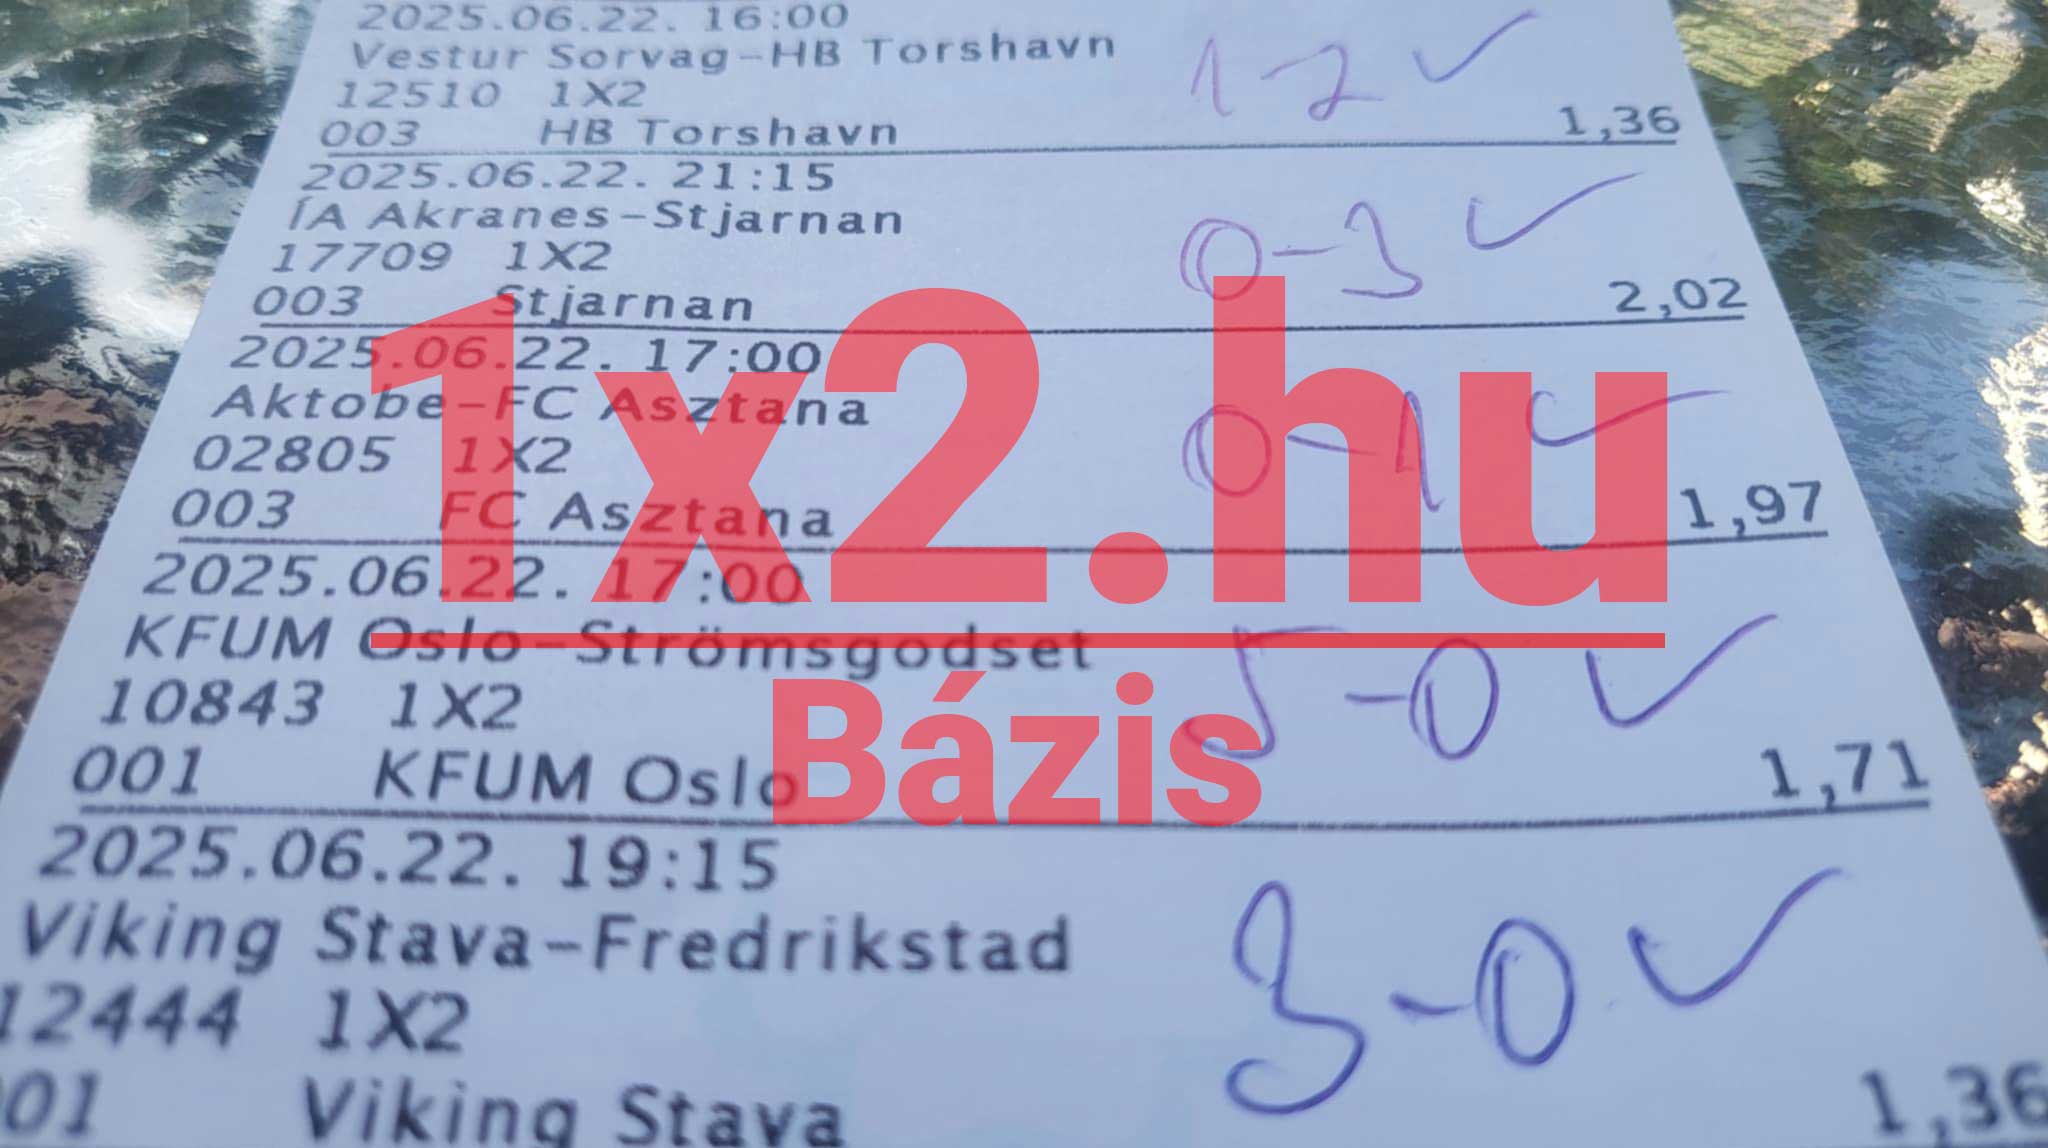 2025.06.22. 16:00
Vestur Sorvag-HB Torshavn 1-2 ✓
12510 1X2
003 HB Torshavn 1,36
2025.06.22. 21:15
ÍA Akranes-Stjarnan 0-3 ✓
17709 1X2
003 Stjarnan 2,02
2025.06.22. 17:00
Aktobe-FC Asztana 0-1 ✓
02805 1X2
003 FC Asztana 1,97
2025.06.22. 17:00
KFUM Oslo-Strömsgodset 5-0 ✓
10843 1X2
001 KFUM Oslo 1,71
2025.06.22. 19:15
Viking Stava-Fredrikstad 3-0 ✓
12444 1X2
001 Viking Stava 1,36
1x2.hu
Bázis